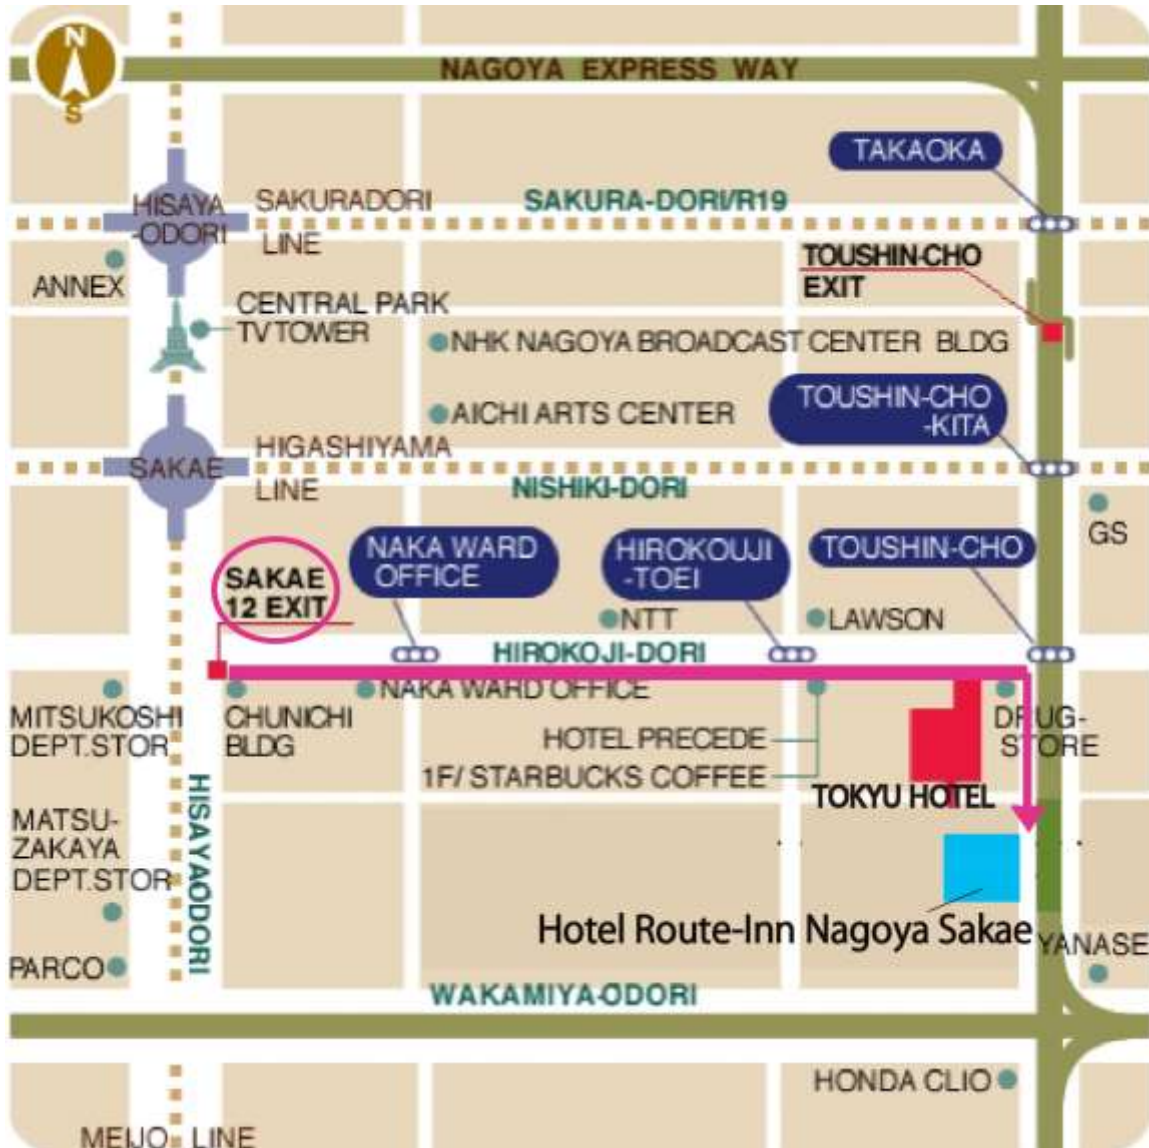 N
S
NAGOYA EXPRESS WAY
TAKAOKA
HISAYA
-ODORI
SAKURADORI
LINE
SAKURA-DORI/R19
TOUSHIN-CHO
EXIT
ANNEX
CENTRAL PARK
TV TOWER
NHK NAGOYA BROADCAST CENTER BLDG
TOUSHIN-CHO
-KITA
AICHI ARTS CENTER
SAKAE
HIGASHIYAMA
LINE
NISHIKI-DORI
GS
SAKAE
12 EXIT
NAKA WARD
OFFICE
HIROKOUJI
-TOEI
TOUSHIN-CHO
NTT
LAWSON
HIROKOJI-DORI
MITSUKOSHI
DEPT.STOR
CHUNICHI
BLDG
NAKA WARD OFFICE
HOTEL PRECEDE
1F/ STARBUCKS COFFEE
DRUG-
STORE
TOKYU HOTEL
HISAYAODORI
MATSU-
ZAKAYA
DEPT.STOR
Hotel Route-Inn Nagoya Sakae
YANASE
PARCO
WAKAMIYA-ODORI
HONDA CLIO
MEIJO LINE